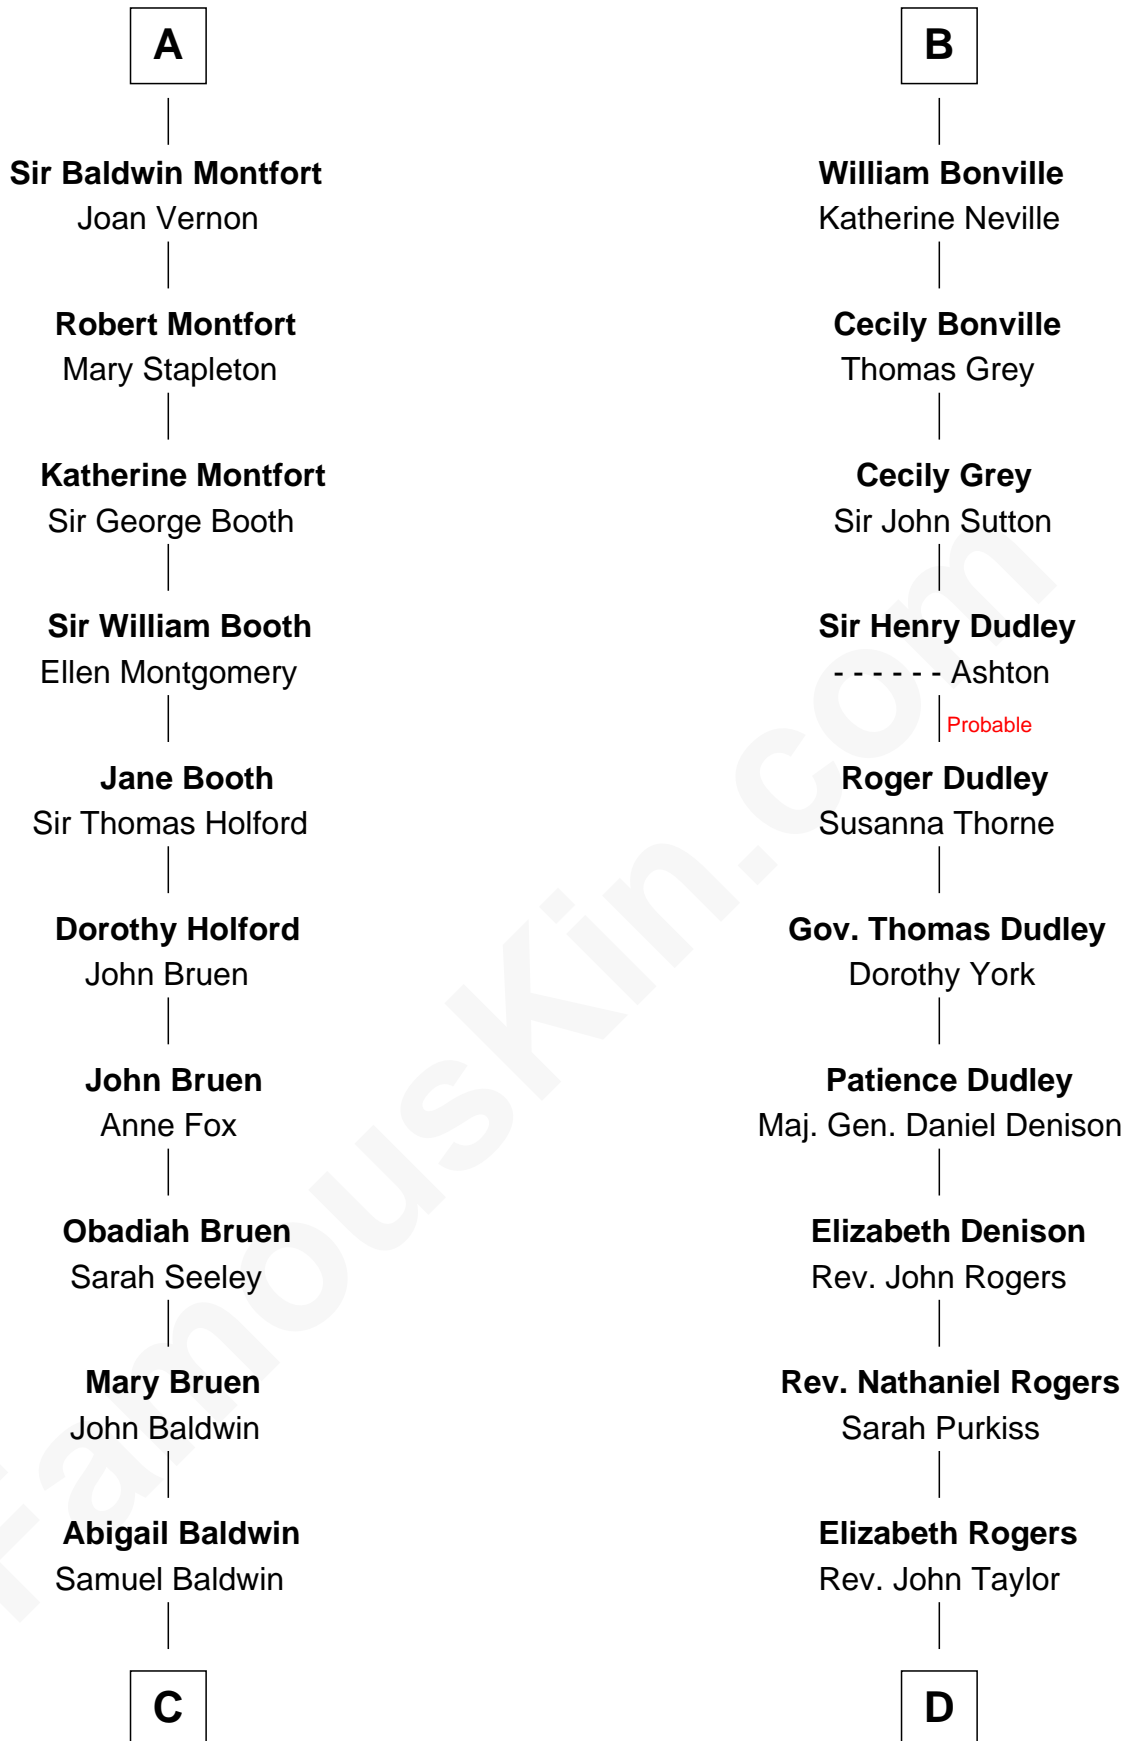 A
Sir Baldwin Montfort
Joan Vernon
Robert Montfort
Mary Stapleton
Katherine Montfort
Sir George Booth
Sir William Booth
Ellen Montgomery
Jane Booth
Sir Thomas Holford
Dorothy Holford
John Bruen
John Bruen
Anne Fox
Obadiah Bruen
Sarah Seeley
Mary Bruen
John Baldwin
Abigail Baldwin
Samuel Baldwin
C
B
William Bonville
Katherine Neville
Cecily Bonville
Thomas Grey
Cecily Grey
Sir John Sutton
Sir Henry Dudley
- - - - - - Ashton
Probable
Roger Dudley
Susanna Thorne
Gov. Thomas Dudley
Dorothy York
Patience Dudley
Maj. Gen. Daniel Denison
Elizabeth Denison
Rev. John Rogers
Rev. Nathaniel Rogers
Sarah Purkiss
Elizabeth Rogers
Rev. John Taylor
D
FamousKin.com